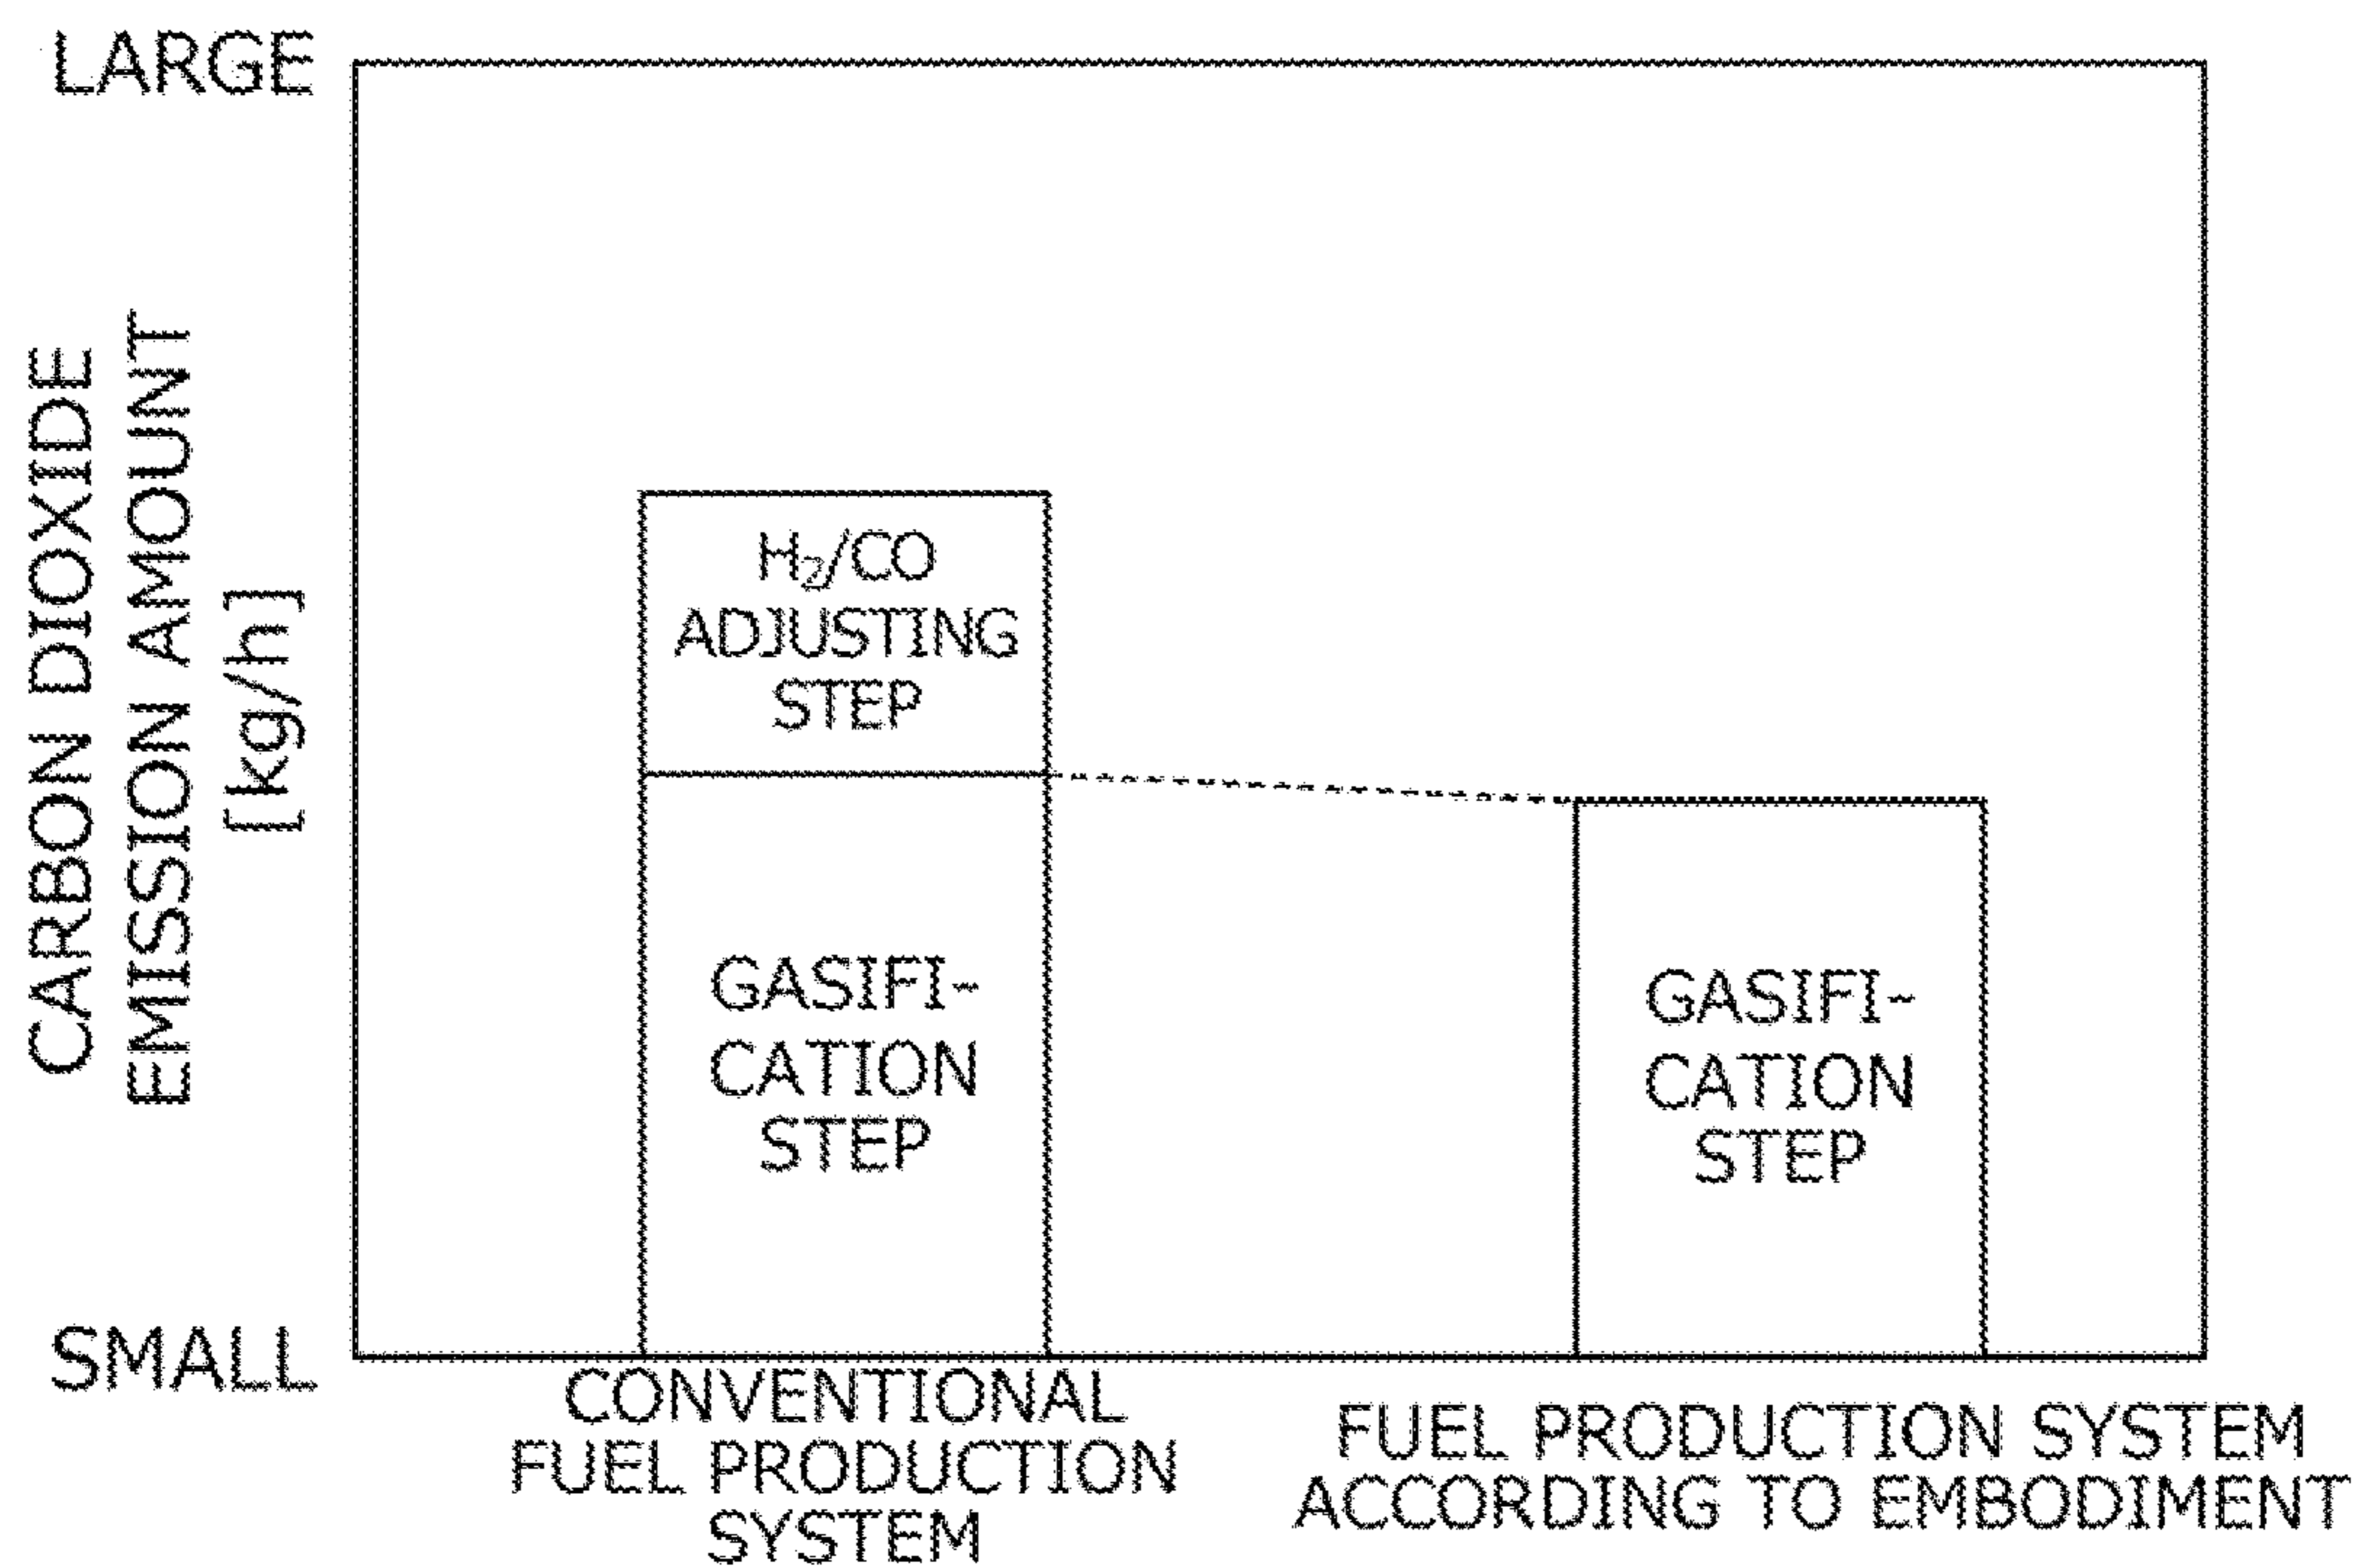 LARGE
CARBON DIOXIDE
EMISSION AMOUNT
[kg/h]
SMALL
H₂/CO
ADJUSTING
STEP
GASIFI-
CATION
STEP
GASIFI-
CATION
STEP
CONVENTIONAL
FUEL PRODUCTION
SYSTEM
FUEL PRODUCTION SYSTEM
ACCORDING TO EMBODIMENT